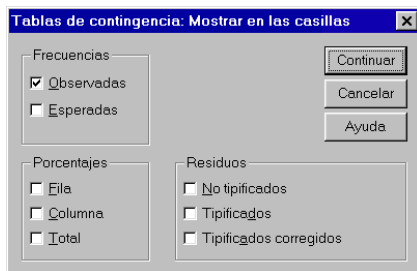 Tablas de contingencia: Mostrar en las casillas
Frecuencias
Observadas
Esperadas
Continuar
Cancelar
Ayuda
Porcentajes
Fila
Columna
Total
Residuos
No tipificados
Tipificados
Tipificados corregidos